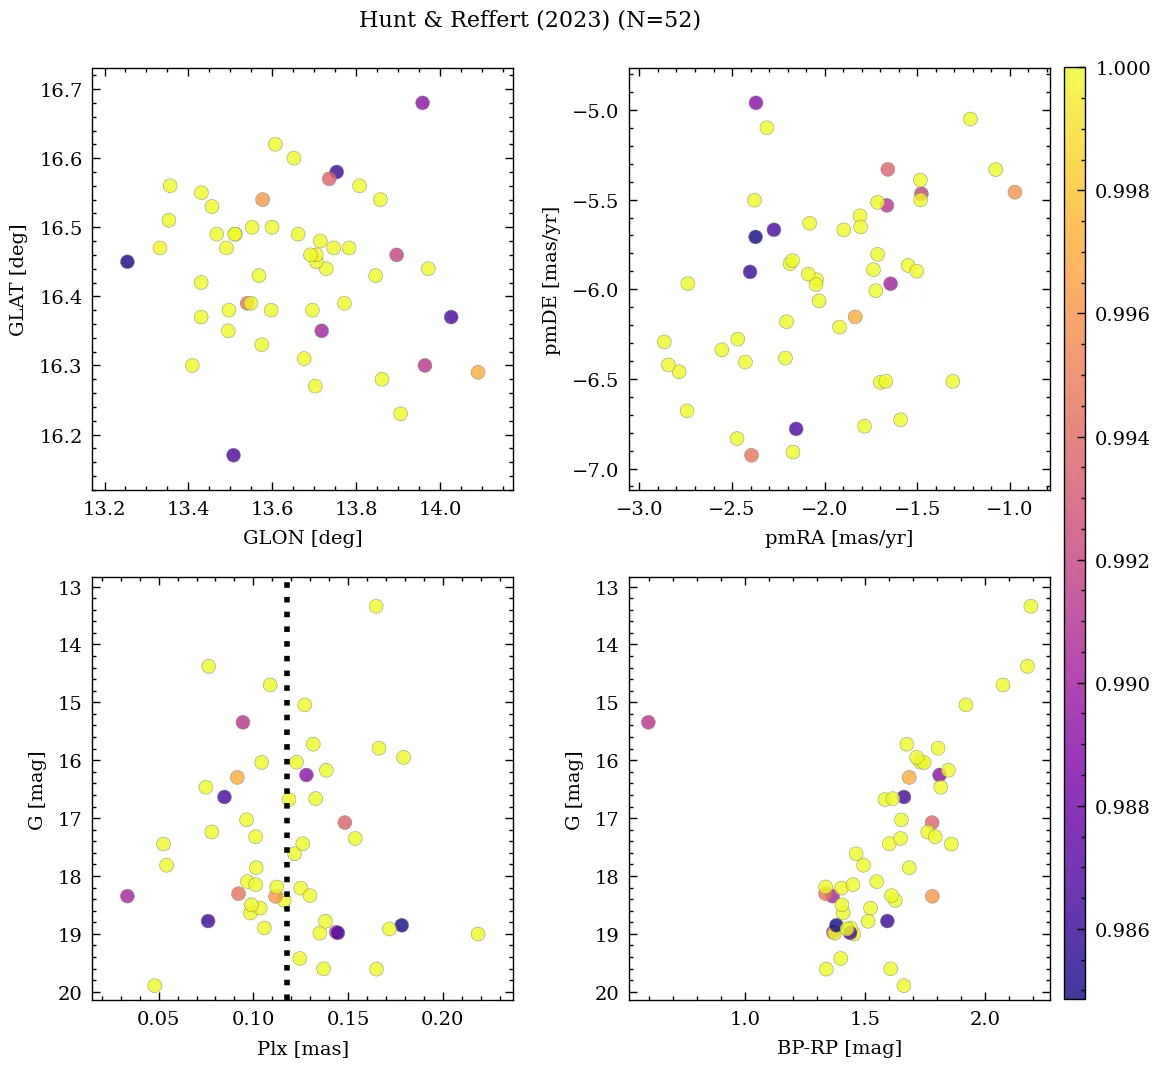 Hunt & Reffert (2023) (N=52)
16.7
16.6
16.5
16.4
16.3
16.2
GLAT [deg]
13.2 13.4 13.6 13.8 14.0
GLON [deg]
−5.0
−5.5
−6.0
−6.5
−7.0
pmDE [mas/yr]
−3.0 −2.5 −2.0 −1.5 −1.0
pmRA [mas/yr]
1.000
0.998
0.996
0.994
0.992
0.990
0.988
0.986
13
14
15
16
17
18
19
20
G [mag]
0.05 0.10 0.15 0.20
Plx [mas]
13
14
15
16
17
18
19
20
G [mag]
1.0 1.5 2.0
BP-RP [mag]